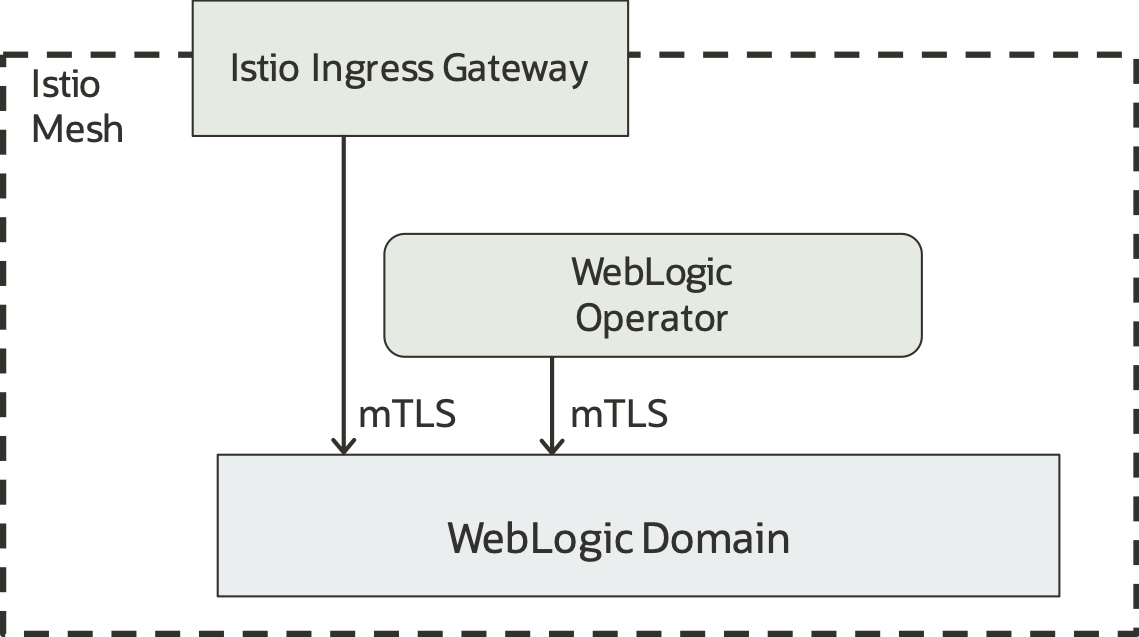 Istio Ingress Gateway
Istio
Mesh
WebLogic
Operator
mTLS
mTLS
WebLogic Domain